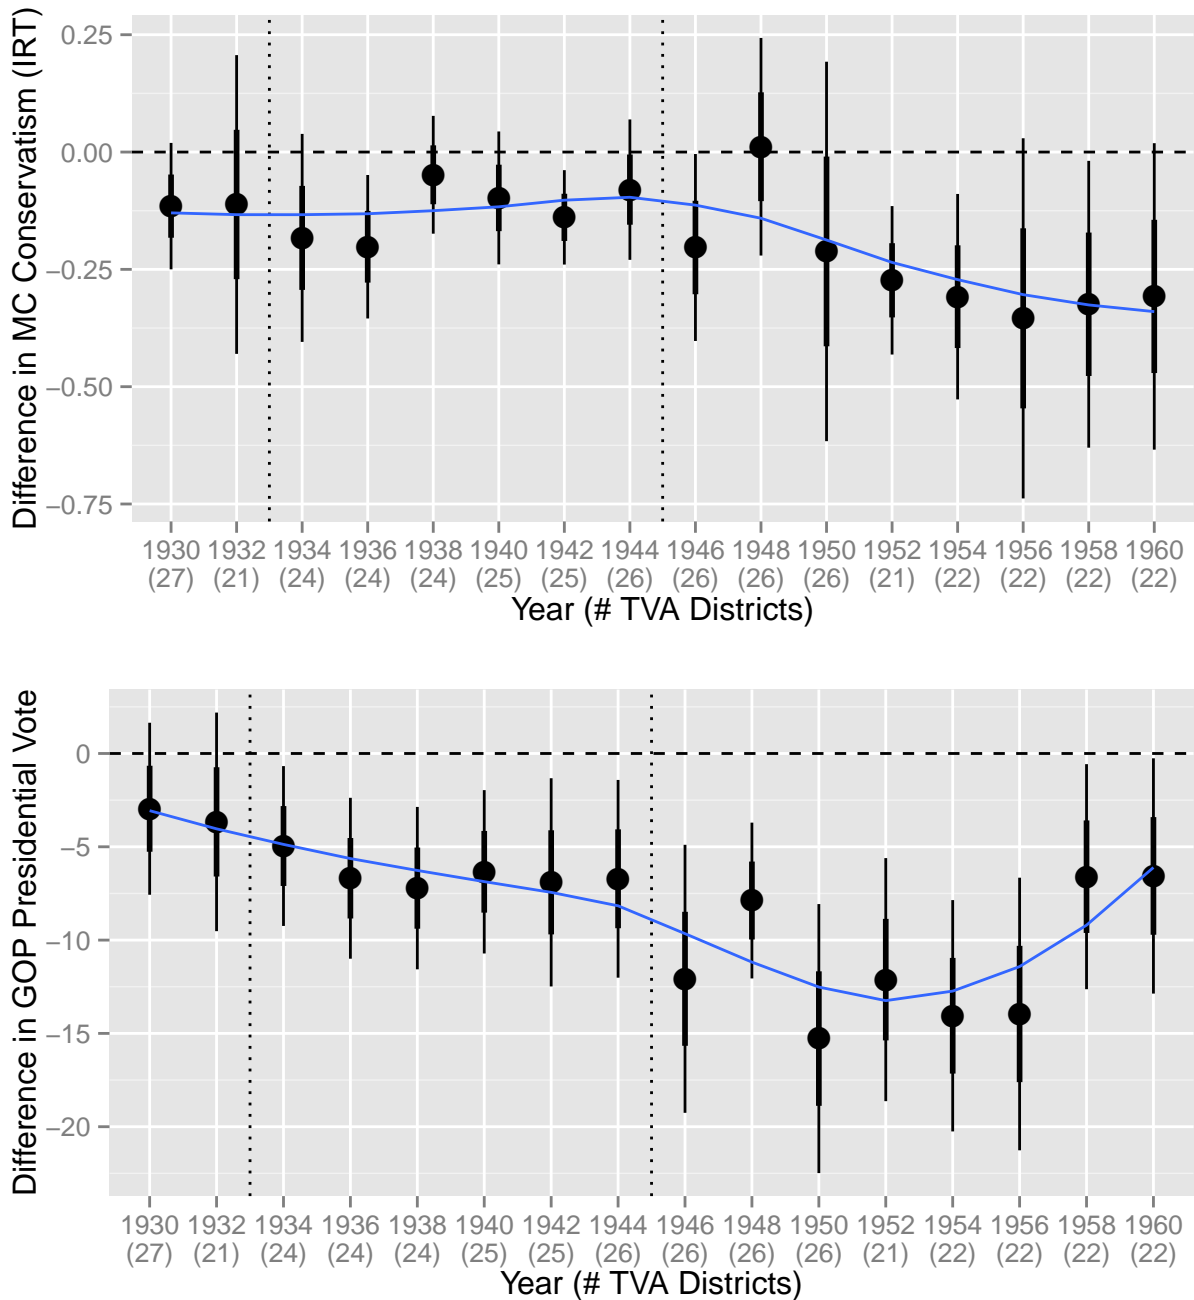 Difference in MC Conservatism (IRT)
0.25
0.00
−0.25
−0.50
−0.75
1930 1932 1934 1936 1938 1940 1942 1944 1946 1948 1950 1952 1954 1956 1958 1960
(27) (21) (24) (24) (24) (25) (25) (26) (26) (26) (26) (21) (22) (22) (22) (22)
Year (# TVA Districts)
Difference in GOP Presidential Vote
0
−5
−10
−15
−20
1930 1932 1934 1936 1938 1940 1942 1944 1946 1948 1950 1952 1954 1956 1958 1960
(27) (21) (24) (24) (24) (25) (25) (26) (26) (26) (26) (21) (22) (22) (22) (22)
Year (# TVA Districts)